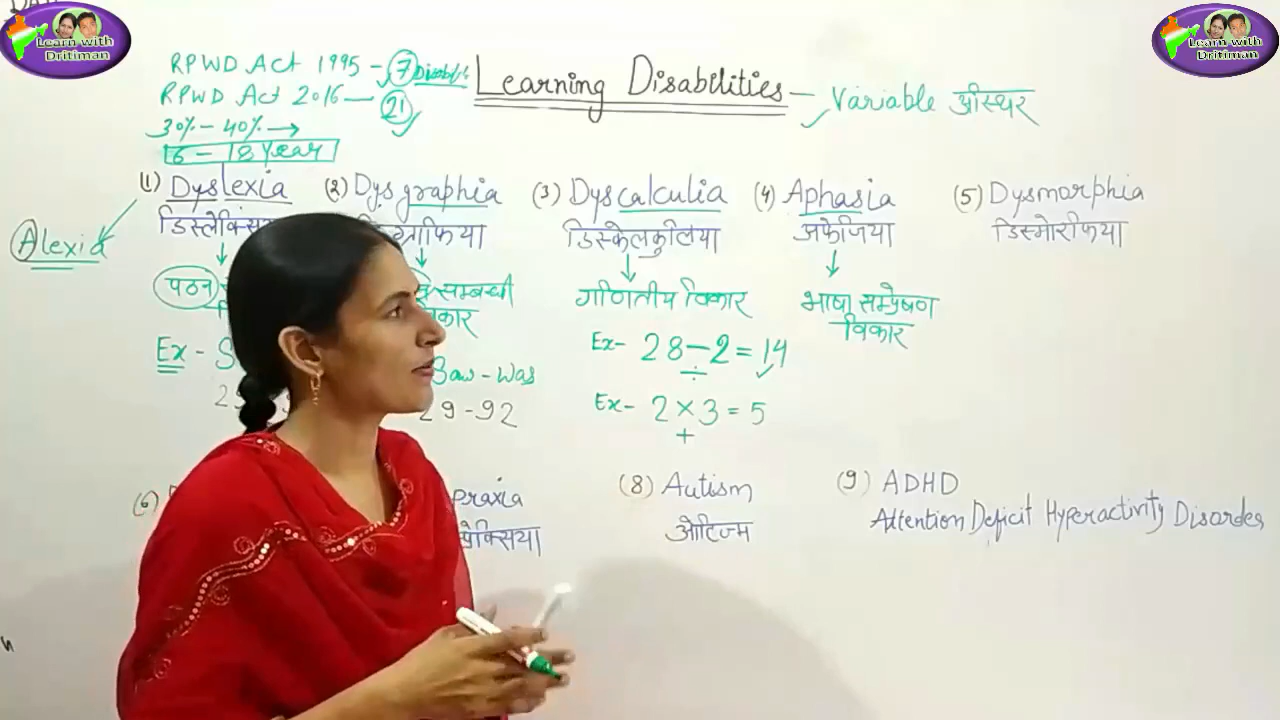 Learn with
Dritiman
Learn with
Dritiman
RPWD Act 1995 - 7
RPWD Act 2016 - 21
30% - 40% →
6 - 18 Year
Learning Disabilities - Variable अस्थिर
(1) Dyslexia (2) Dysgraphia (3) Dyscalculia (4) Aphasia (5) Dysmorphia
डिस्केलकुलिया अफेजिया डिस्मोरफिया
Alexia
पठन सम्बन्धी गणितीय विकार भाषा सम्प्रेषण
विकार विकार
Ex- Ex- 28-2=14
÷
Saw - Was
29-92 Ex- 2×3=5
+
(6) praxia (8) Autism (9) ADHD
ओटिज्म Attention Deficit Hyperactivity Disorder